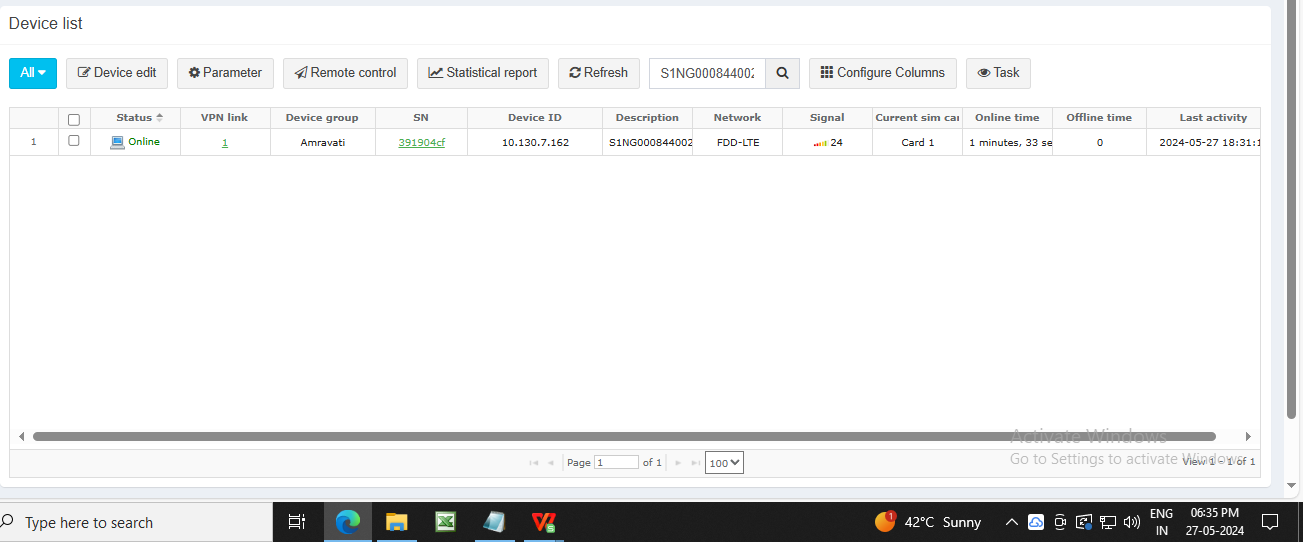 Device list
All Device edit Parameter Remote control Statistical report Refresh S1NG000844002 Configure Columns Task
Status VPN link Device group SN Device ID Description Network Signal Current sim car Online time Offline time Last activity
1 Online 1 Amravati 391904cf 10.130.7.162 S1NG000844002 FDD-LTE 24 Card 1 1 minutes, 33 se 0 2024-05-27 18:31:1
Activate Windows
Go to Settings to activate Windows.
Page 1 of 1 100 View 1 - 1 of 1
Type here to search 1 42°C Sunny ENG IN 06:35 PM 27-05-2024